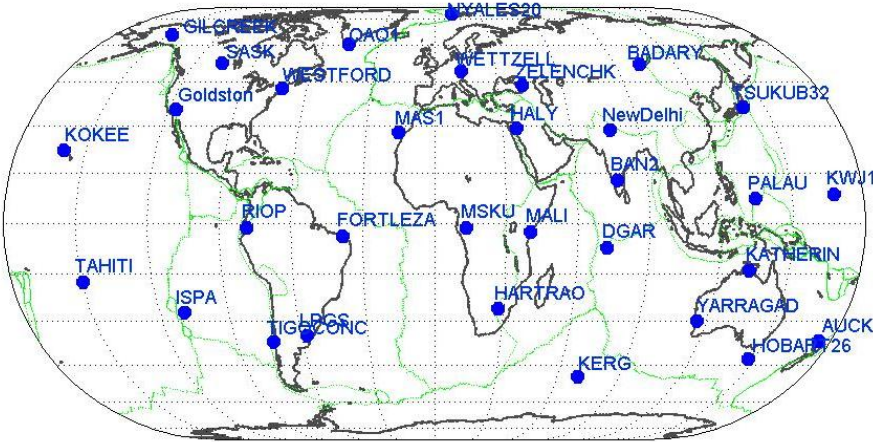 NYALES20
GILCREEK
QAQ1
SASK
WETTZELL
BADARY
WESTFORD
ZELENCHK
Goldston
TSUKUB32
MAS1
HALY
NewDelhi
KOKEE
BAN2
PALAU
KWJ1
RIOP
FORTLEZA
MSKU
MALI
DGAR
TAHITI
KATHERIN
ISPA
HARTRAO
YARRAGAD
LPGS
TIGOCONC
AUCK
HOBART26
KERG